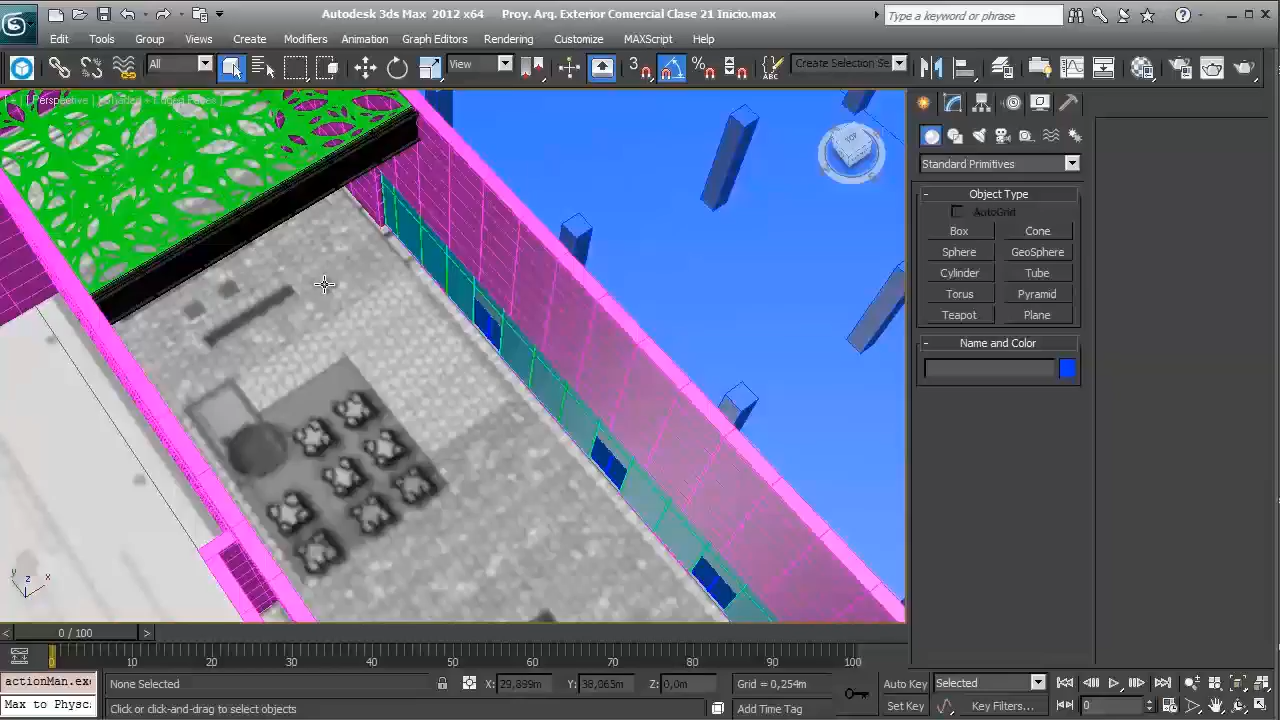 Autodesk 3ds Max 2012 x64 Proy. Arq. Exterior Comercial Clase 21 Inicio.max
Type a keyword or phrase
Edit Tools Group Views Create Modifiers Animation Graph Editors Rendering Customize MAXScript Help
All View 3 Create Selection Se
Standard Primitives
- Object Type
AutoGrid
Box Cone
Sphere GeoSphere
Cylinder Tube
Torus Pyramid
Teapot Plane
- Name and Color
TOP
y z x
< 0 / 100 >
0 10 20 30 40 50 60 70 80 90 100
actionMan.exe None Selected X: 29,899m Y: 38,065m Z: 0,0m Grid = 0,254m Auto Key Selected
Max to Physc Click or click-and-drag to select objects Add Time Tag Set Key Key Filters... 0